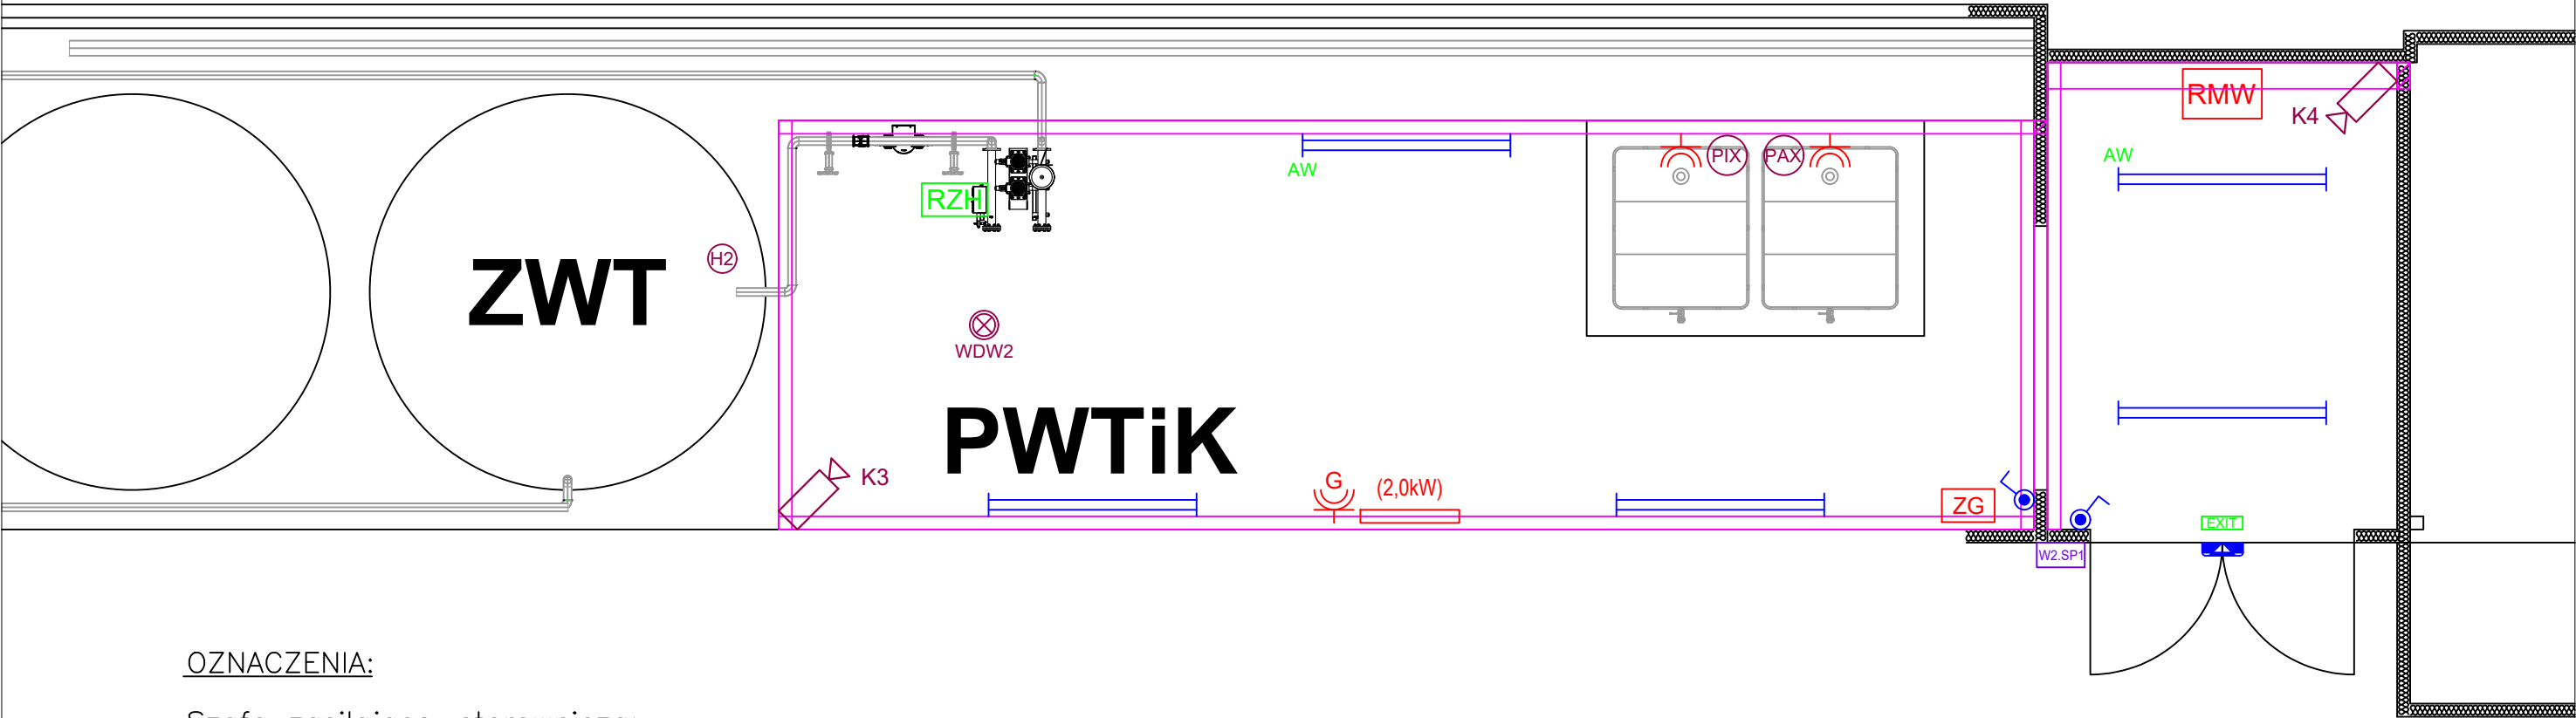 RMW
K4
AW
AW
PIX
PAX
RZH
ZWT
H2
WDW2
PWTiK
K3
G
(2,0kW)
ZG
EXIT
W2.SP1
OZNACZENIA: